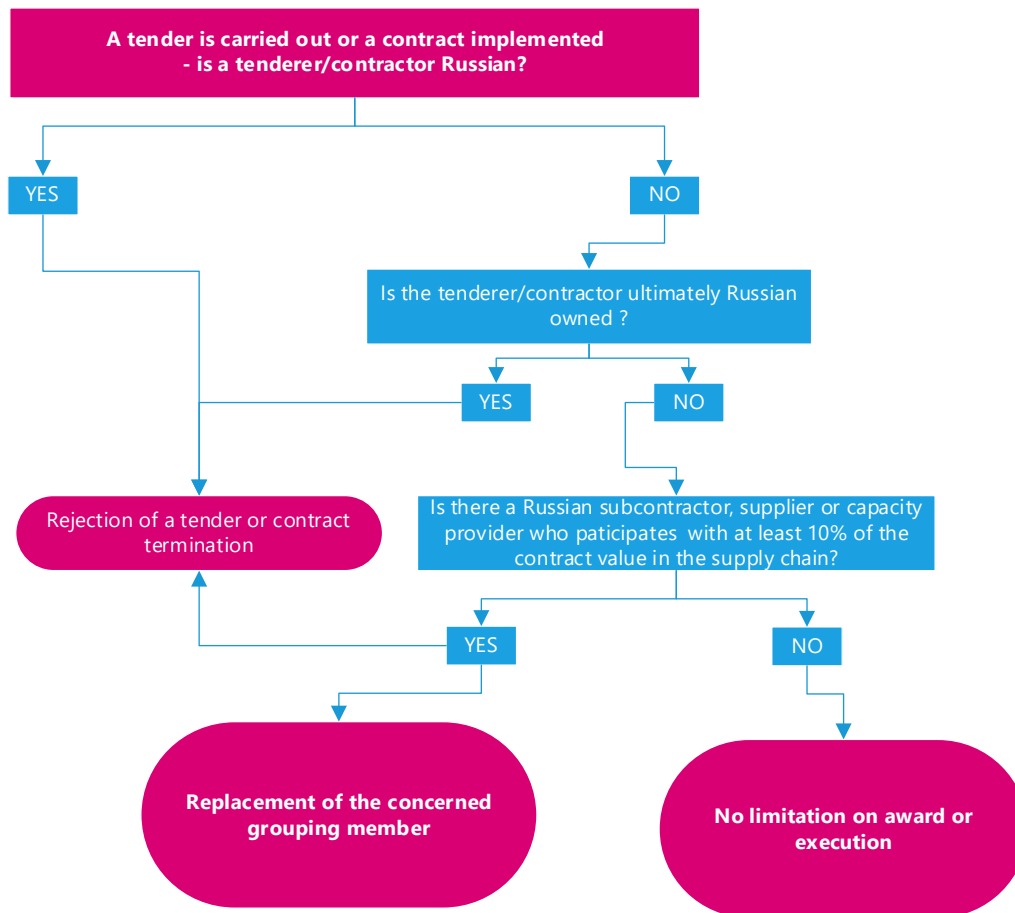 A tender is carried out or a contract implemented
- is a tenderer/contractor Russian?
YES
NO
Is the tenderer/contractor ultimately Russian
owned ?
YES
NO
Rejection of a tender or contract
termination
Is there a Russian subcontractor, supplier or capacity
provider who paticipates with at least 10% of the
contract value in the supply chain?
YES
NO
Replacement of the concerned
grouping member
No limitation on award or
execution